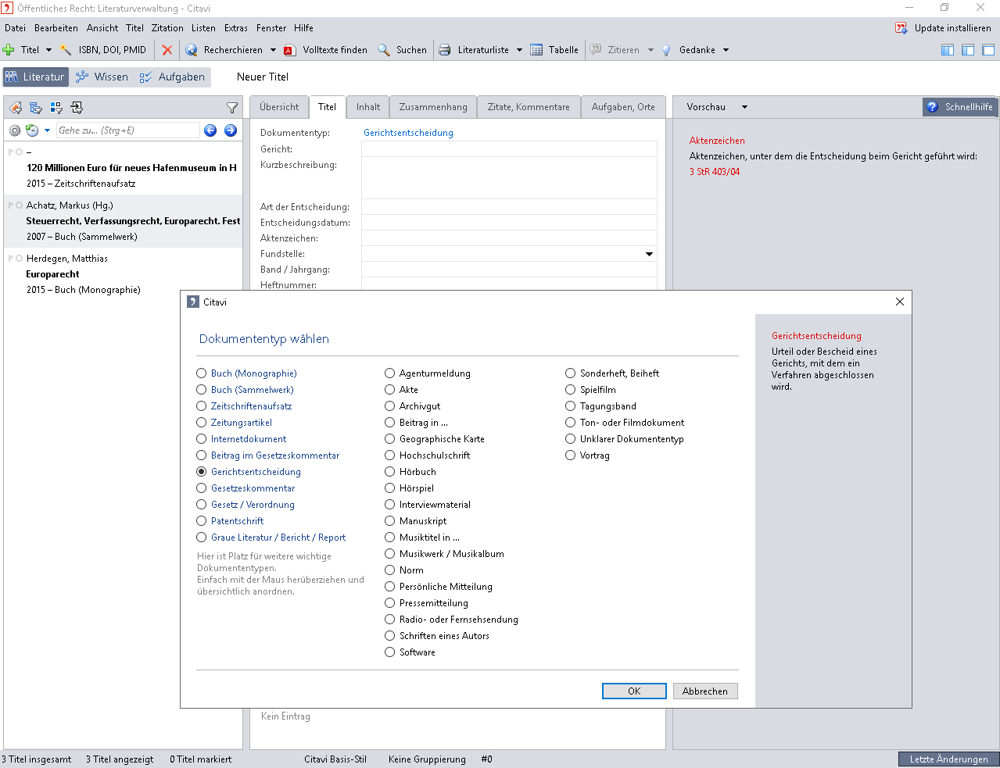 Öffentliches Recht: Literaturverwaltung - Citavi
Datei Bearbeiten Ansicht Titel Zitation Listen Extras Fenster Hilfe
Update installieren
Titel ISBN, DOI, PMID Recherchieren Volltexte finden Suchen Literaturliste Tabelle Zitieren Gedanke
Literatur Wissen Aufgaben Neuer Titel
Gehe zu... (Strg+E)
–
120 Millionen Euro für neues Hafenmuseum in H
2015 – Zeitschriftenaufsatz
Achatz, Markus (Hg.)
Steuerrecht, Verfassungsrecht, Europarecht. Fest
2007 – Buch (Sammelwerk)
Herdegen, Matthias
Europarecht
2015 – Buch (Monographie)
Übersicht Titel Inhalt Zusammenhang Zitate, Kommentare Aufgaben, Orte
Dokumententyp: Gerichtsentscheidung
Gericht:
Kurzbeschreibung:
Art der Entscheidung:
Entscheidungsdatum:
Aktenzeichen:
Fundstelle:
Band / Jahrgang:
Heftnummer:
Kein Eintrag
Vorschau Schnellhilfe
Aktenzeichen
Aktenzeichen, unter dem die Entscheidung beim Gericht geführt wird:
3 StR 403/04
Citavi
Dokumententyp wählen
Buch (Monographie)
Buch (Sammelwerk)
Zeitschriftenaufsatz
Zeitungsartikel
Internetdokument
Beitrag im Gesetzeskommentar
Gerichtsentscheidung
Gesetzeskommentar
Gesetz / Verordnung
Patentschrift
Graue Literatur / Bericht / Report
Hier ist Platz für weitere wichtige
Dokumententypen.
Einfach mit der Maus herüberziehen und
übersichtlich anordnen.
Agenturmeldung
Akte
Archivgut
Beitrag in ...
Geographische Karte
Hochschulschrift
Hörbuch
Hörspiel
Interviewmaterial
Manuskript
Musiktitel in ...
Musikwerk / Musikalbum
Norm
Persönliche Mitteilung
Pressemitteilung
Radio- oder Fernsehsendung
Schriften eines Autors
Software
Sonderheft, Beiheft
Spielfilm
Tagungsband
Ton- oder Filmdokument
Unklarer Dokumententyp
Vortrag
Gerichtsentscheidung
Urteil oder Bescheid eines
Gerichts, mit dem ein
Verfahren abgeschlossen
wird.
OK Abbrechen
3 Titel insgesamt 3 Titel angezeigt 0 Titel markiert Citavi Basis-Stil Keine Gruppierung #0 Letzte Änderungen